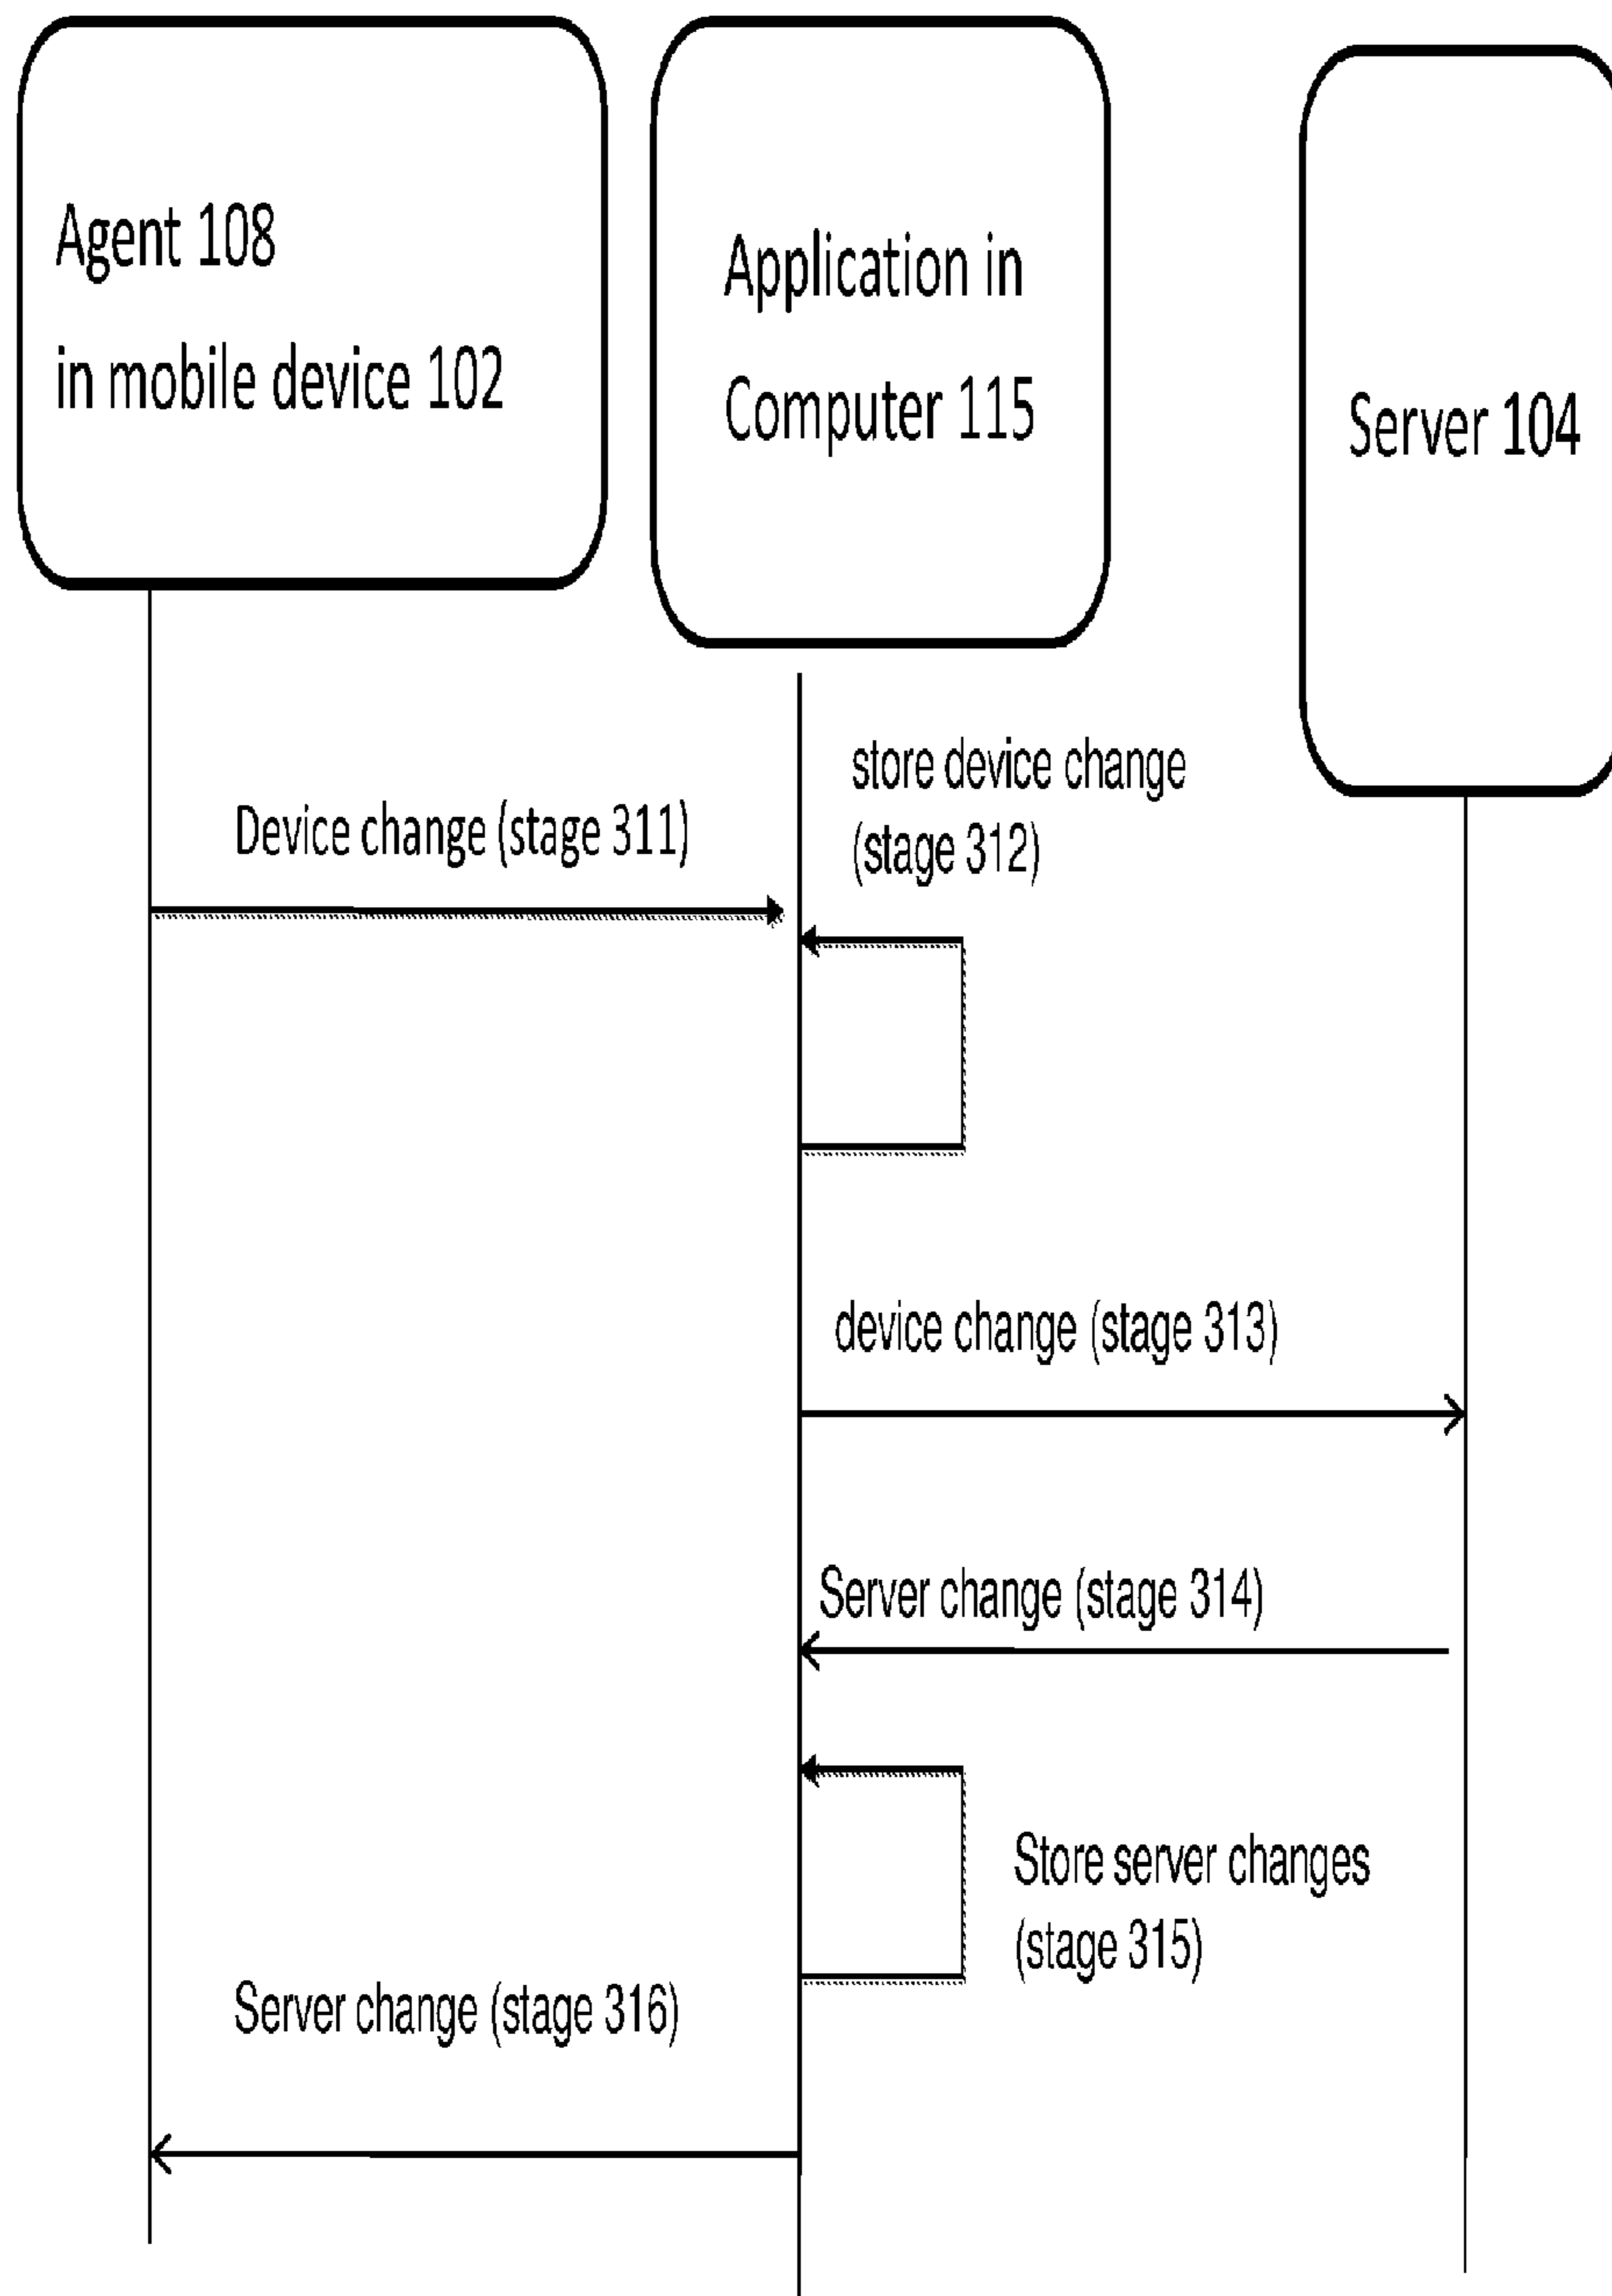 Agent 108
in mobile device 102
Application in
Computer 115
Server 104
store device change
(stage 312)
Device change (stage 311)
device change (stage 313)
Server change (stage 314)
Store server changes
(stage 315)
Server change (stage 316)